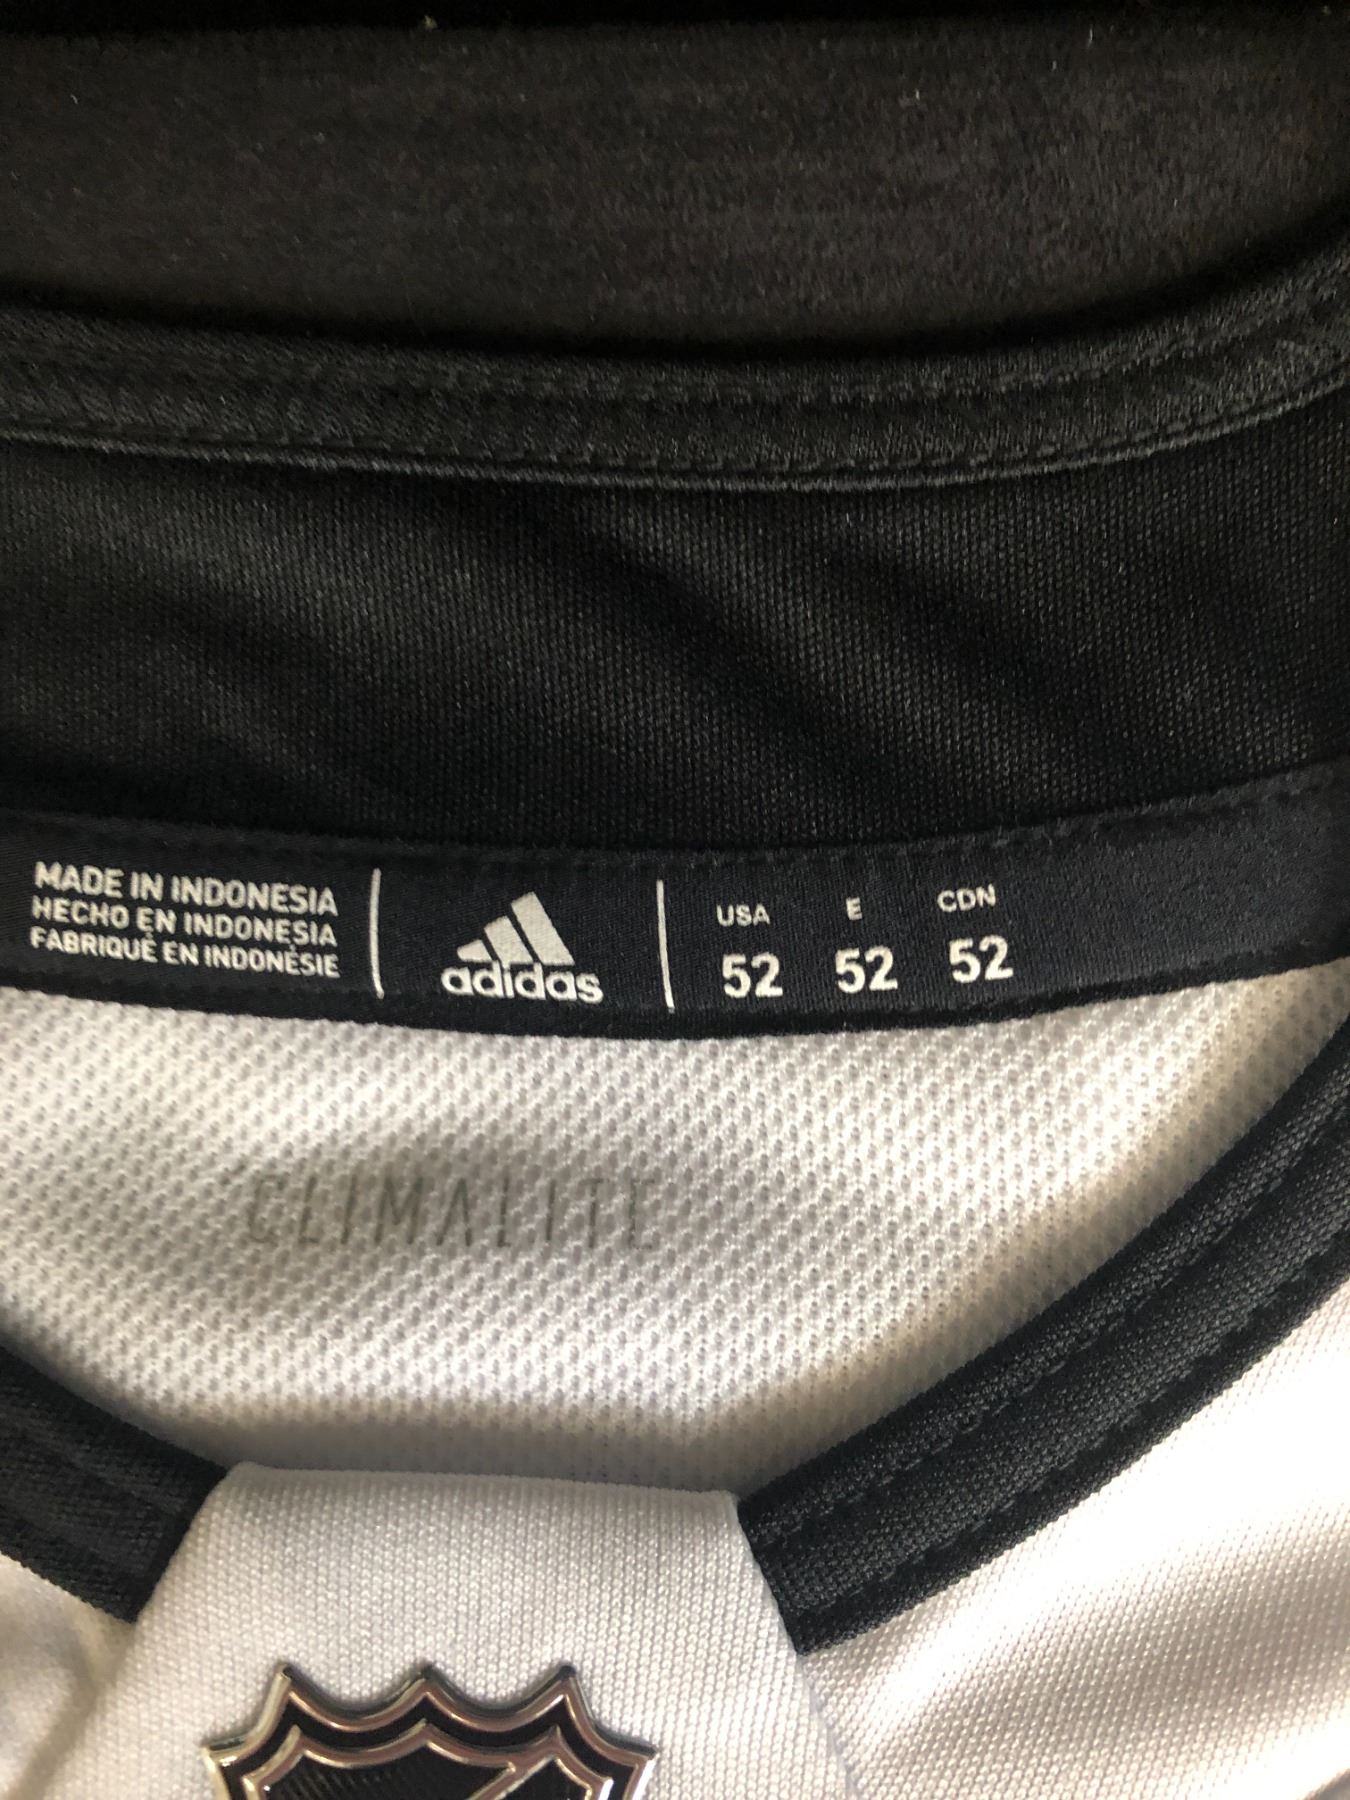 MADE IN INDONESIA
HECHO EN INDONESIA
FABRIQUÉ EN INDONÉSIE
adidas
USA E CDN
52 52 52
CLIMALITE